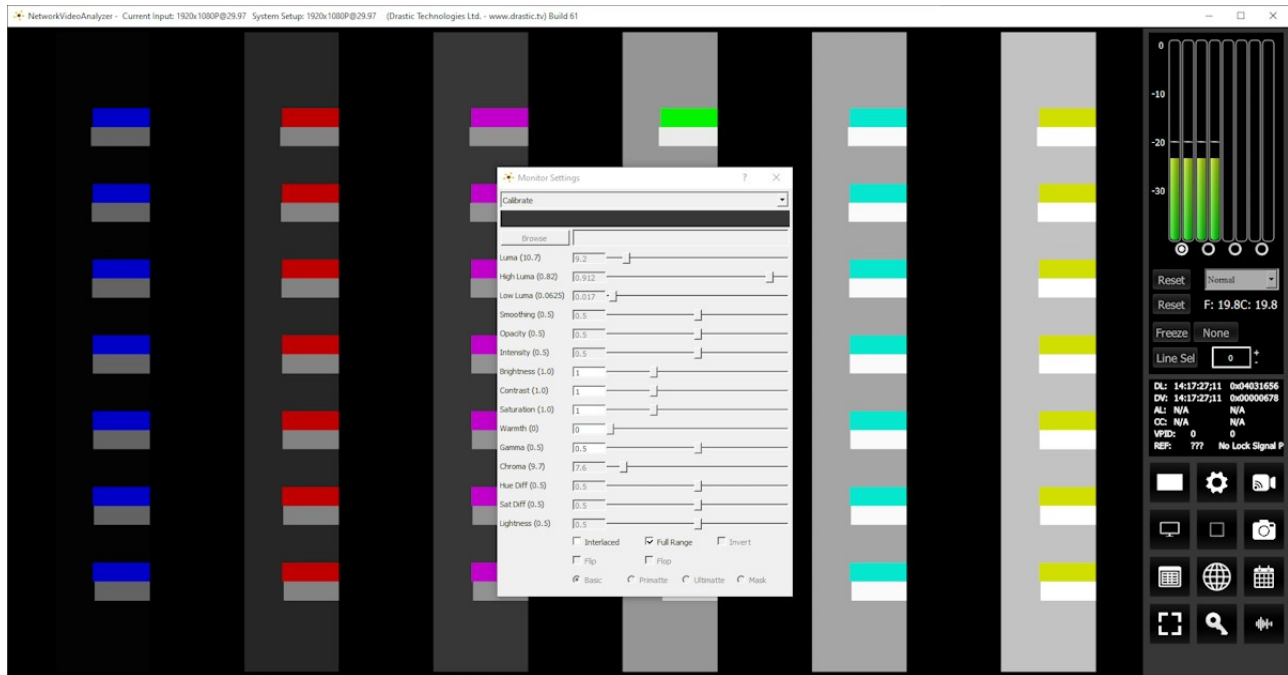 NetworkVideoAnalyzer - Current Input: 1920x1080P@29.97 System Setup: 1920x1080P@29.97 (Drastic Technologies Ltd. - www.drastic.tv) Build 61
Monitor Settings ?
Calibrate
Browse
Luma (10.7) 9.2
High Luma (0.82) 0.912
Low Luma (0.0625) 0.017
Smoothing (0.5) 0.5
Opacity (0.5) 0.5
Intensity (0.5) 0.5
Brightness (1.0) 1
Contrast (1.0) 1
Saturation (1.0) 1
Warmth (0) 0
Gamma (0.5) 0.5
Chroma (9.7) 7.6
Hue Diff (0.5) 0.5
Sat Diff (0.5) 0.5
Lightness (0.5) 0.5
Interlaced Full Range Invert
Flip Flop
Basic Primatte Ultimatte Mask
0
-10
-20
-30
Reset Normal
Reset F: 19.8C: 19.8
Freeze None
Line Sel 0 + -
DL: 14:17:27;11 0x04031656
DV: 14:17:27;11 0x00000678
AL: N/A N/A
CC: N/A N/A
VPID: 0 0
REF: ??? No Lock Signal P